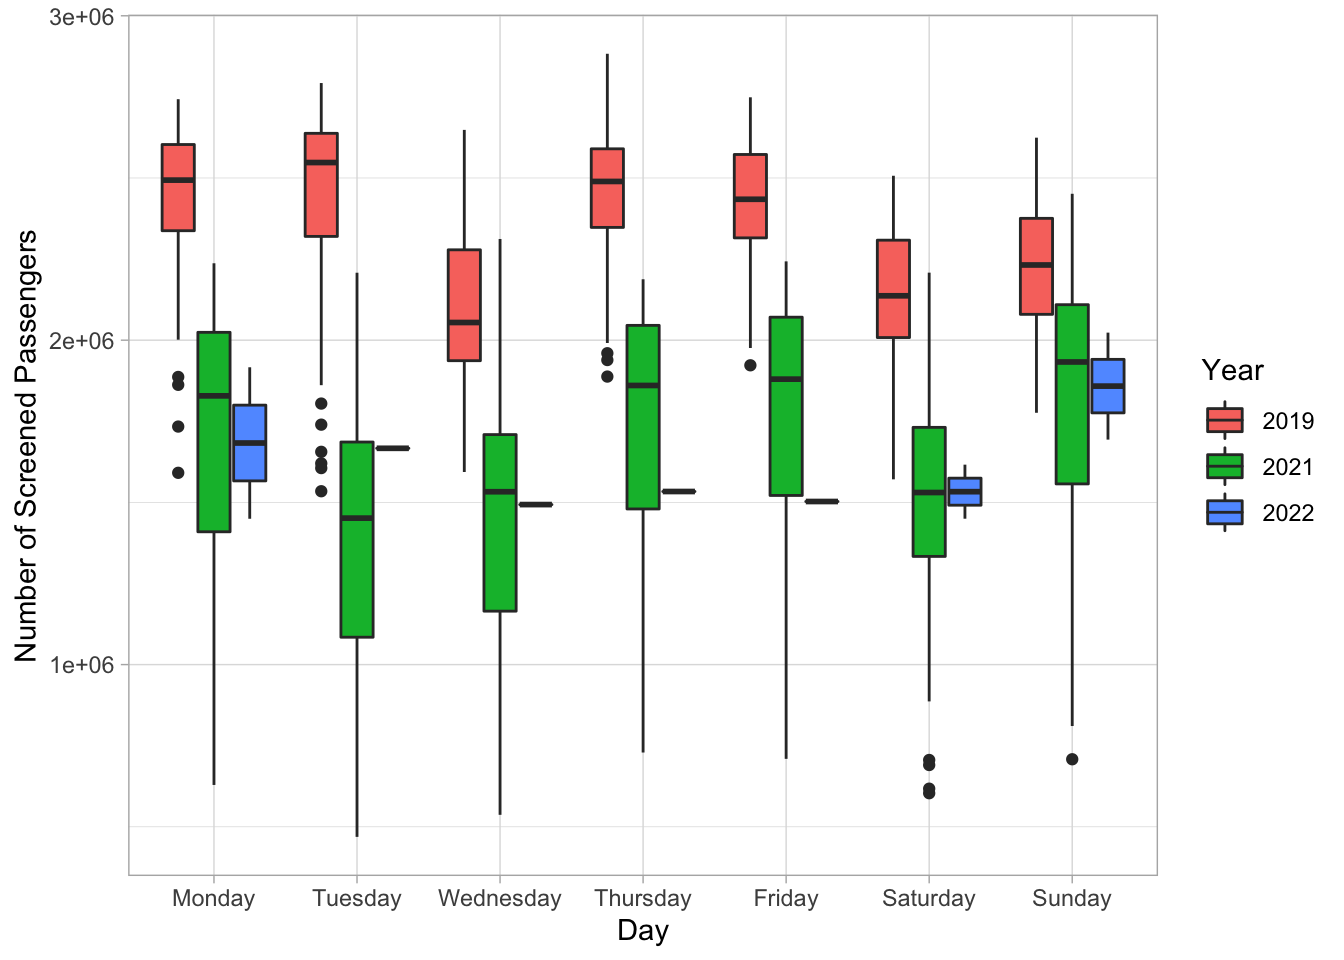 3e+06
2e+06
1e+06
Number of Screened Passengers
Monday Tuesday Wednesday Thursday Friday Saturday Sunday
Day
Year
2019
2021
2022